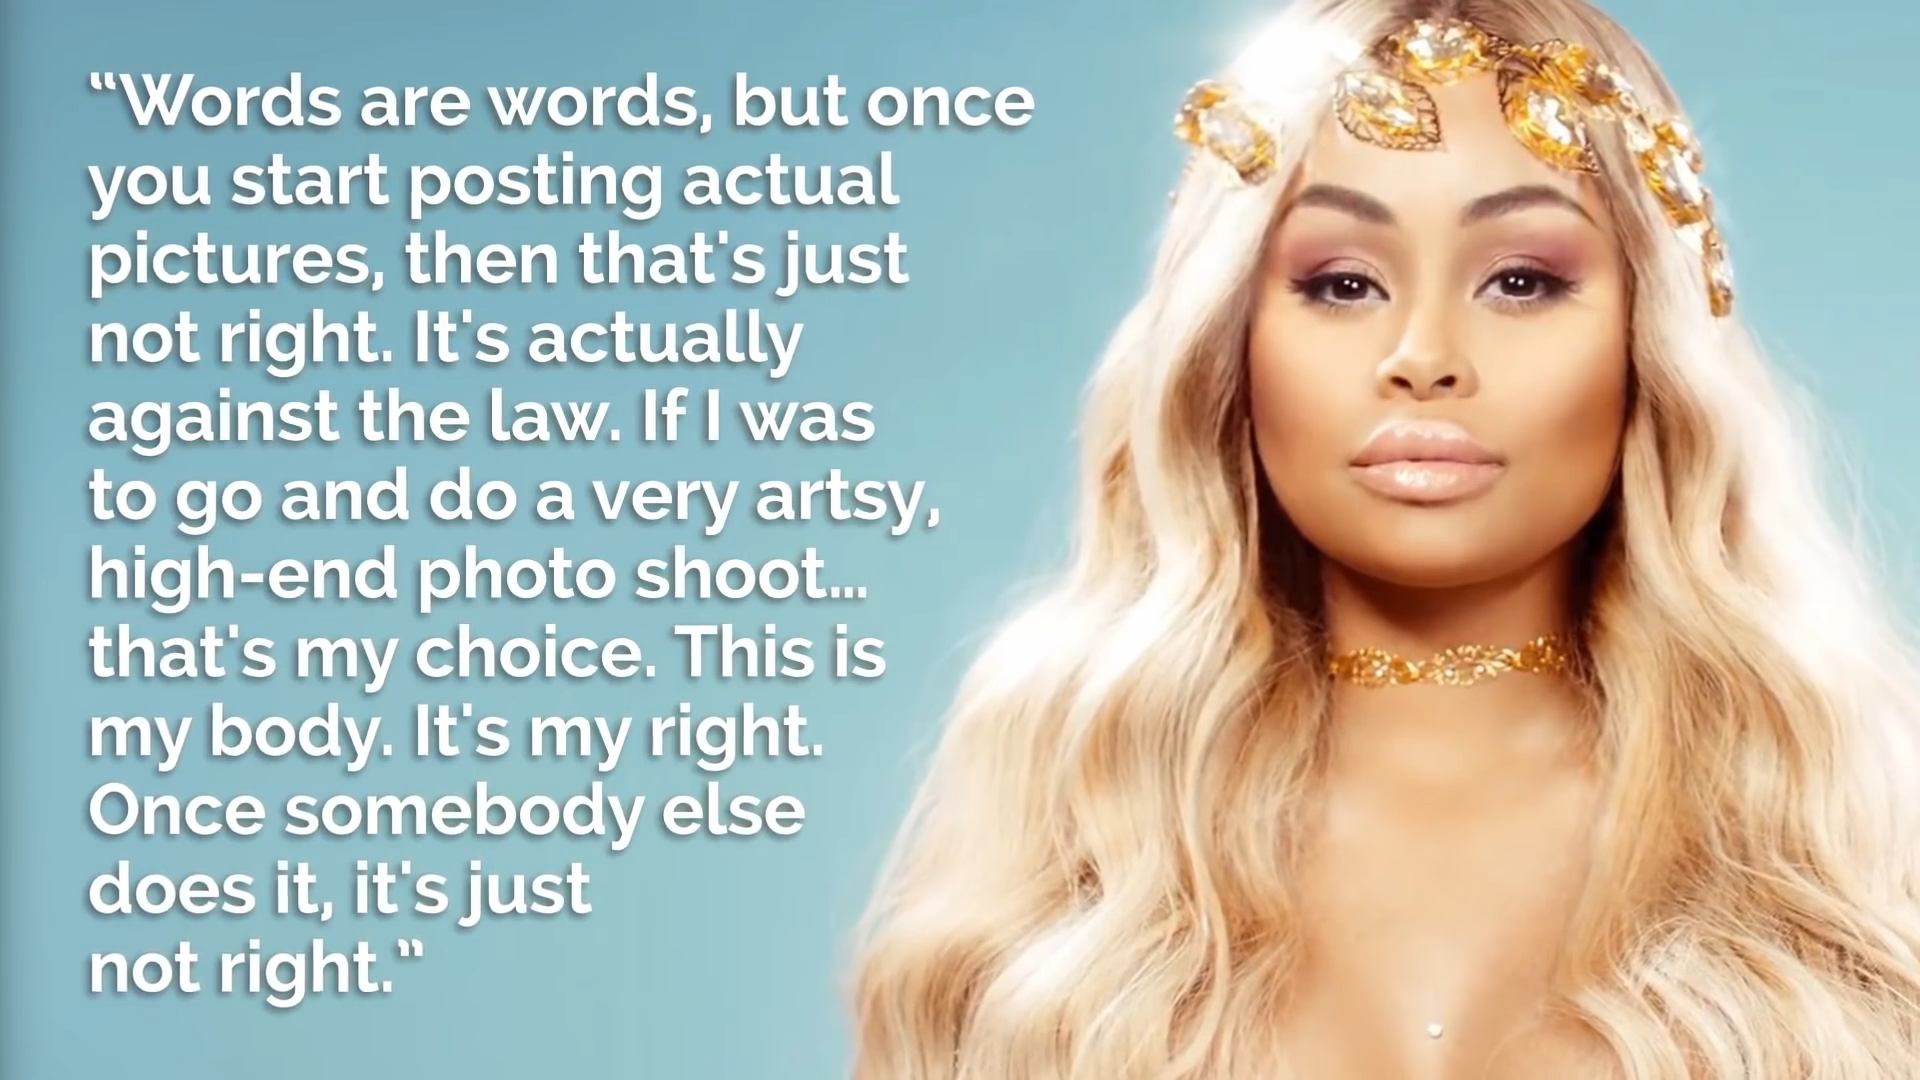 “Words are words, but once
you start posting actual
pictures, then that's just
not right. It's actually
against the law. If I was
to go and do a very artsy,
high-end photo shoot...
that's my choice. This is
my body. It's my right.
Once somebody else
does it, it's just
not right.”